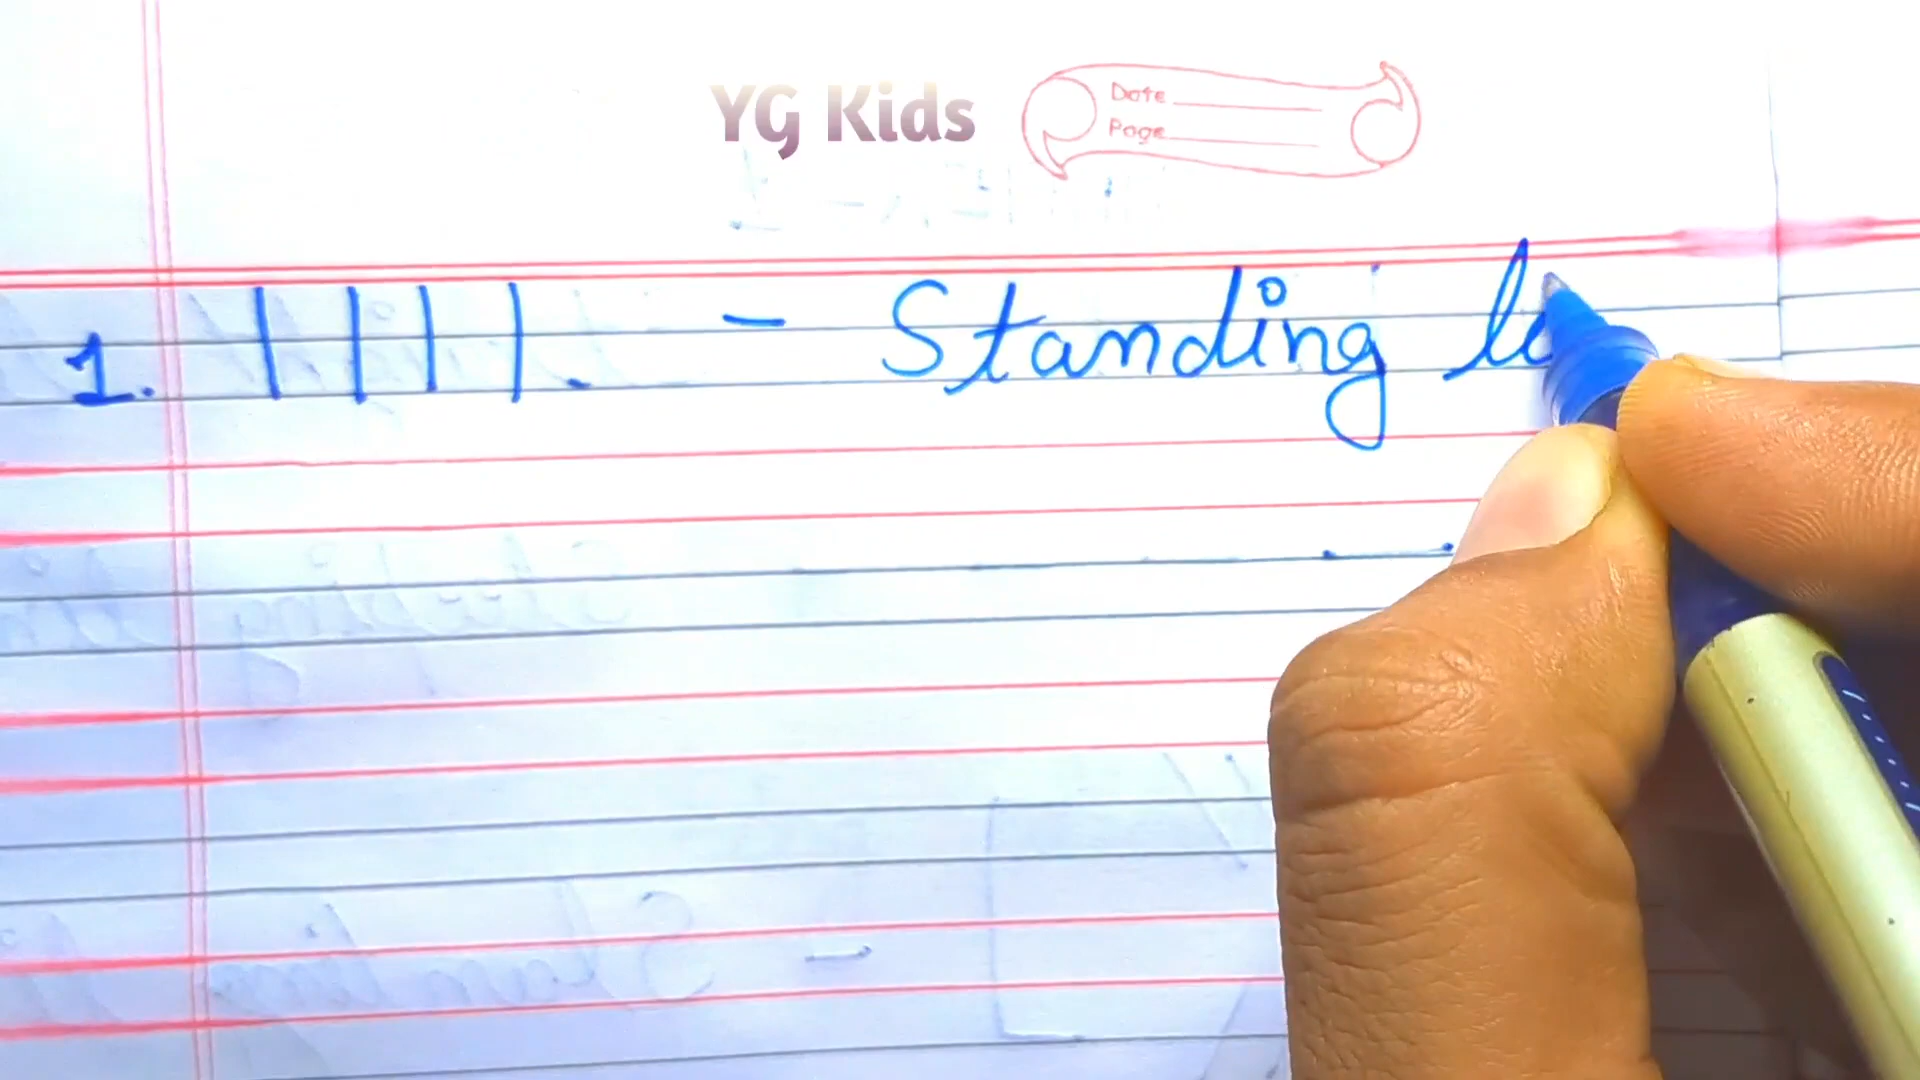 YG Kids
Date
Page
1. | | | | . - Standing